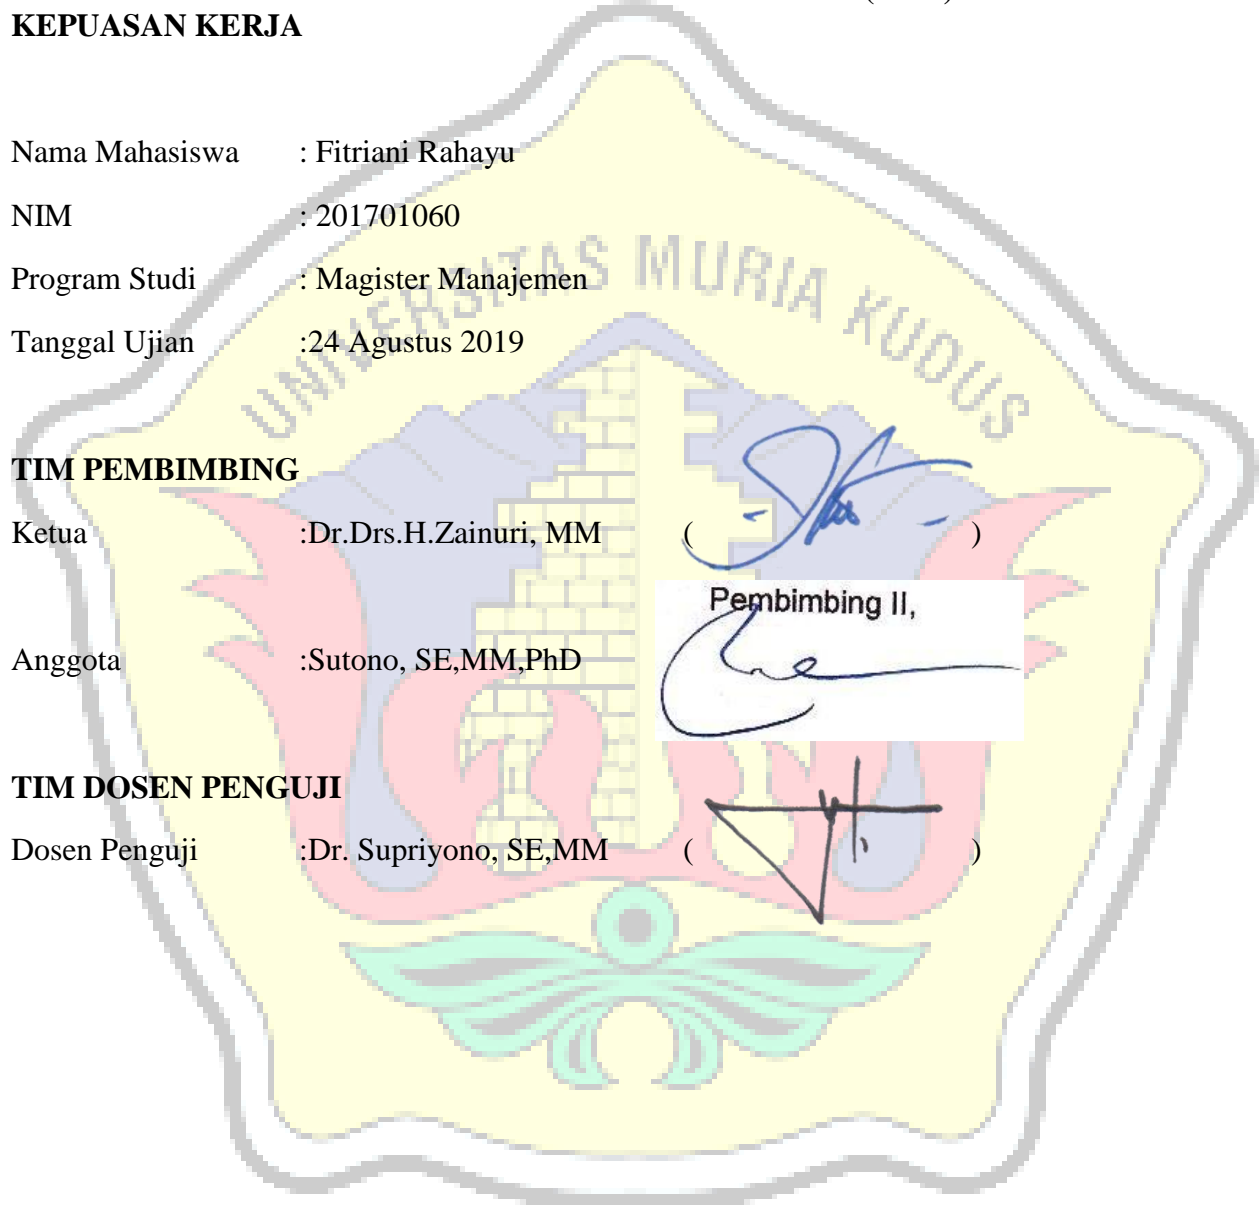 KEPUASAN KERJA
Nama Mahasiswa : Fitriani Rahayu
NIM : 201701060
Program Studi : Magister Manajemen
Tanggal Ujian :24 Agustus 2019
UNIVERSITAS MURIA KUDUS
TIM PEMBIMBING
Ketua :Dr.Drs.H.Zainuri, MM ( )
Pembimbing II,
Anggota :Sutono, SE,MM,PhD
TIM DOSEN PENGUJI
Dosen Penguji :Dr. Supriyono, SE,MM ( )